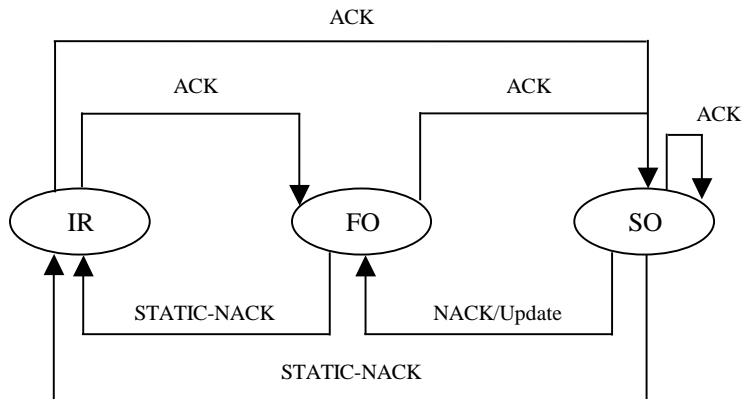 ACK
ACK
ACK
ACK
IR
FO
SO
STATIC-NACK
NACK/Update
STATIC-NACK